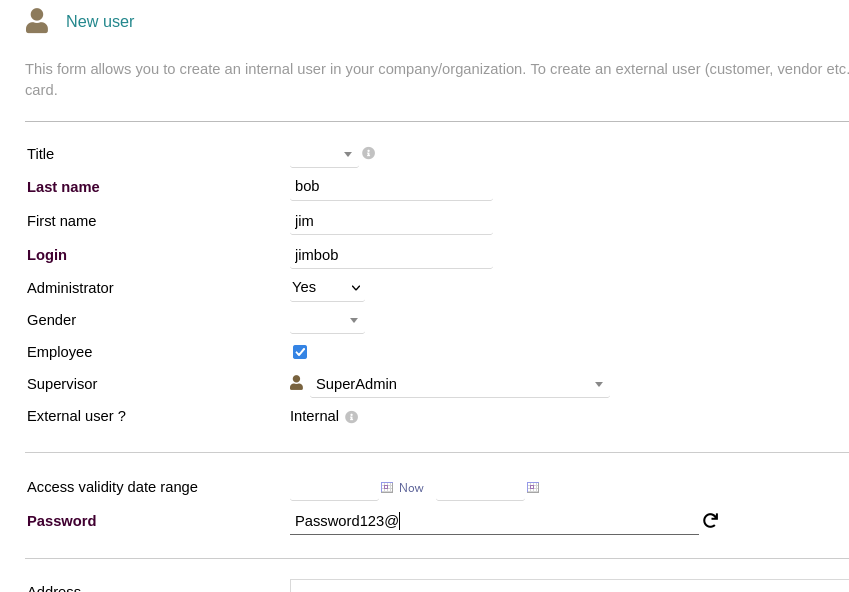 New user
This form allows you to create an internal user in your company/organization. To create an external user (customer, vendor etc.
card.
Title
Last name bob
First name jim
Login jimbob
Administrator Yes
Gender
Employee
Supervisor SuperAdmin
External user ? Internal
Access validity date range Now
Password Password123@
Address